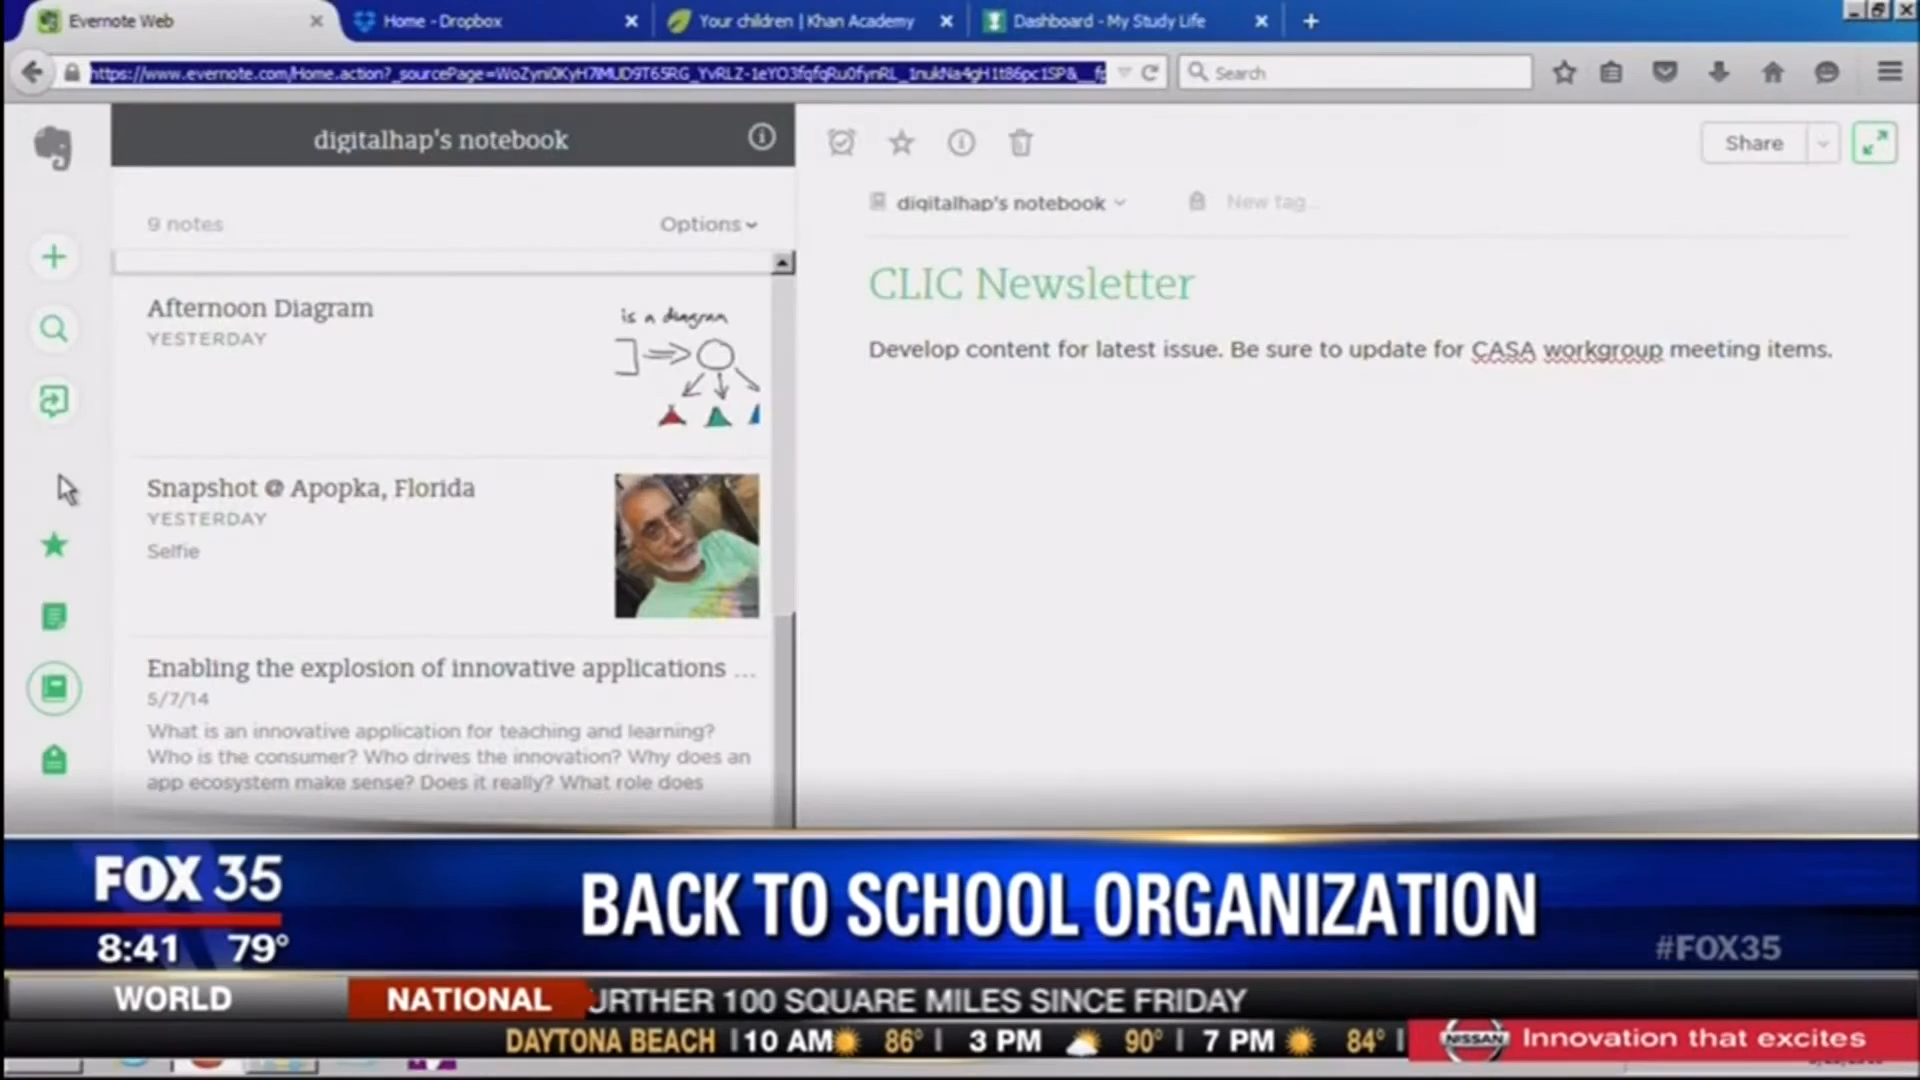 Evernote Web
Home - Dropbox
Your children | Khan Academy
Dashboard - My Study Life
Search
digitalhap's notebook
9 notes
Options
Afternoon Diagram
YESTERDAY
is a diagram
Snapshot @ Apopka, Florida
YESTERDAY
Selfie
Enabling the explosion of innovative applications ...
5/7/14
What is an innovative application for teaching and learning?
Who is the consumer? Who drives the innovation? Why does an
app ecosystem make sense? Does it really? What role does
Share
digitalhap's notebook
New tag...
CLIC Newsletter
Develop content for latest issue. Be sure to update for CASA workgroup meeting items.
FOX 35
8:41 79°
BACK TO SCHOOL ORGANIZATION
#FOX35
WORLD NATIONAL URTHER 100 SQUARE MILES SINCE FRIDAY
DAYTONA BEACH | 10 AM 86° | 3 PM 90° | 7 PM 84° |
NISSAN Innovation that excites